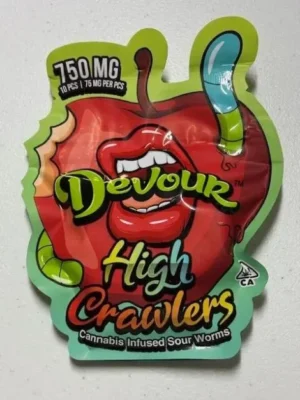 750 MG
10 PCS | 75 MG PER PCS
Devour
High
Crawlers
Cannabis Infused Sour Worms
CA